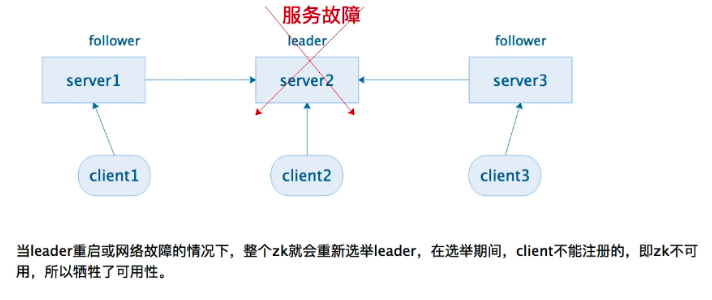 服务故障
follower
leader
follower
server1
server2
server3
client1
client2
client3
当leader重启或网络故障的情况下，整个zk就会重新选举leader，在选举期间，client不能注册的，即zk不可
用，所以牺牲了可用性。